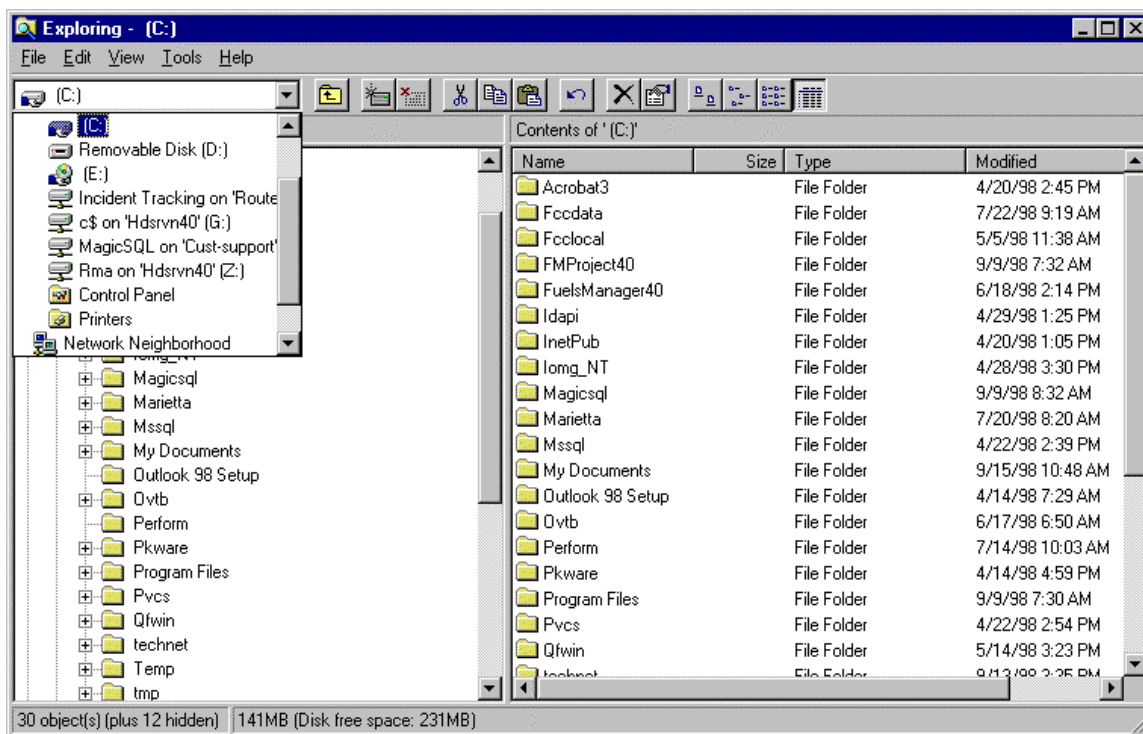 Exploring - (C:)
File Edit View Tools Help
(C:)
(C:)
Removable Disk (D:)
(E:)
Incident Tracking on 'Route
c$ on 'Hdsrvn40' (G:)
MagicSQL on 'Cust-support'
Rma on 'Hdsrvn40' (Z:)
Control Panel
Printers
Network Neighborhood
Iomg_NT
Magicsql
Marietta
Mssql
My Documents
Outlook 98 Setup
Ovtb
Perform
Pkware
Program Files
Pvcs
Qfwin
technet
Temp
tmp
Contents of ' (C:)'
Name Size Type Modified
Acrobat3 File Folder 4/20/98 2:45 PM
Fccdata File Folder 7/22/98 9:19 AM
Fcclocal File Folder 5/5/98 11:38 AM
FMProject40 File Folder 9/9/98 7:32 AM
FuelsManager40 File Folder 6/18/98 2:14 PM
Idapi File Folder 4/29/98 1:25 PM
InetPub File Folder 4/20/98 1:05 PM
Iomg_NT File Folder 4/28/98 3:30 PM
Magicsql File Folder 9/9/98 8:32 AM
Marietta File Folder 7/20/98 8:20 AM
Mssql File Folder 4/22/98 2:39 PM
My Documents File Folder 9/15/98 10:48 AM
Outlook 98 Setup File Folder 4/14/98 7:29 AM
Ovtb File Folder 6/17/98 6:50 AM
Perform File Folder 7/14/98 10:03 AM
Pkware File Folder 4/14/98 4:59 PM
Program Files File Folder 9/9/98 7:30 AM
Pvcs File Folder 4/22/98 2:54 PM
Qfwin File Folder 5/14/98 3:23 PM
technet File Folder 9/13/98 3:35 PM
30 object(s) (plus 12 hidden) 141MB (Disk free space: 231MB)